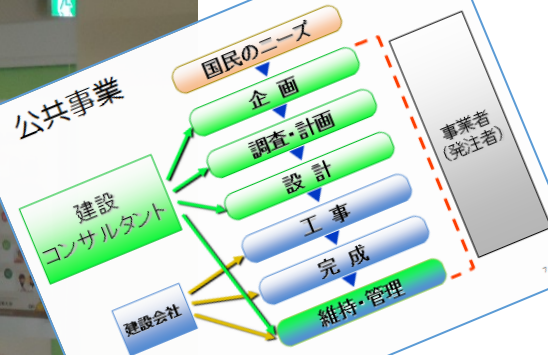 公共事業
国民のニーズ
企 画
調査・計画
設 計
工 事
完 成
維持・管理
建設
コンサルタント
建設会社
事業者
(発注者)